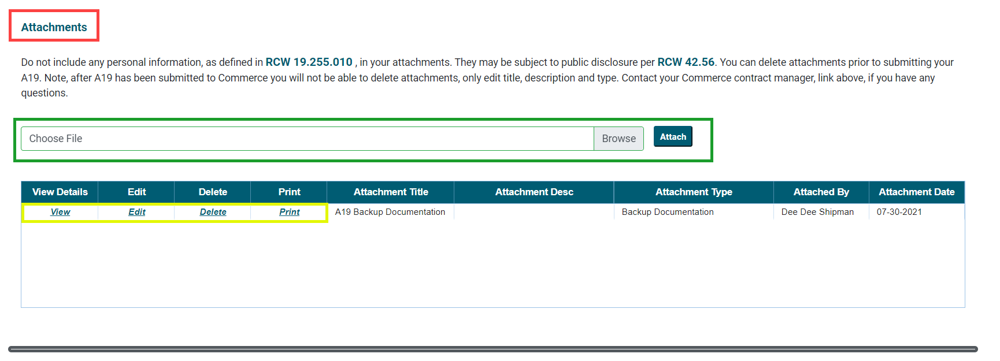 Attachments
Do not include any personal information, as defined in RCW 19.255.010 , in your attachments. They may be subject to public disclosure per RCW 42.56. You can delete attachments prior to submitting your
A19. Note, after A19 has been submitted to Commerce you will not be able to delete attachments, only edit title, description and type. Contact your Commerce contract manager, link above, if you have any
questions.
Choose File Browse Attach
View Details Edit Delete Print Attachment Title Attachment Desc Attachment Type Attached By Attachment Date
View Edit Delete Print A19 Backup Documentation Backup Documentation Dee Dee Shipman 07-30-2021